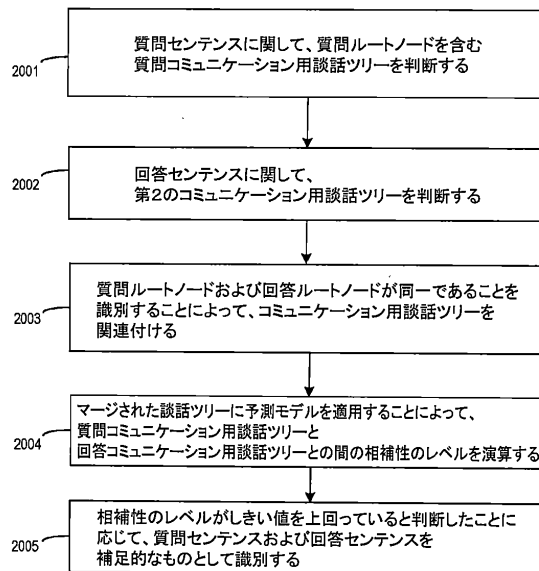 2001
質問センテンスに関して、質問ルートノードを含む
質問コミュニケーション用談話ツリーを判断する
2002
回答センテンスに関して、
第2のコミュニケーション用談話ツリーを判断する
2003
質問ルートノードおよび回答ルートノードが同一であることを
識別することによって、コミュニケーション用談話ツリーを
関連付ける
2004
マージされた談話ツリーに予測モデルを適用することによって、
質問コミュニケーション用談話ツリーと
回答コミュニケーション用談話ツリーとの間の相補性のレベルを演算する
2005
相補性のレベルがしきい値を上回っていると判断したことに
応じて、質問センテンスおよび回答センテンスを
補足的なものとして識別する